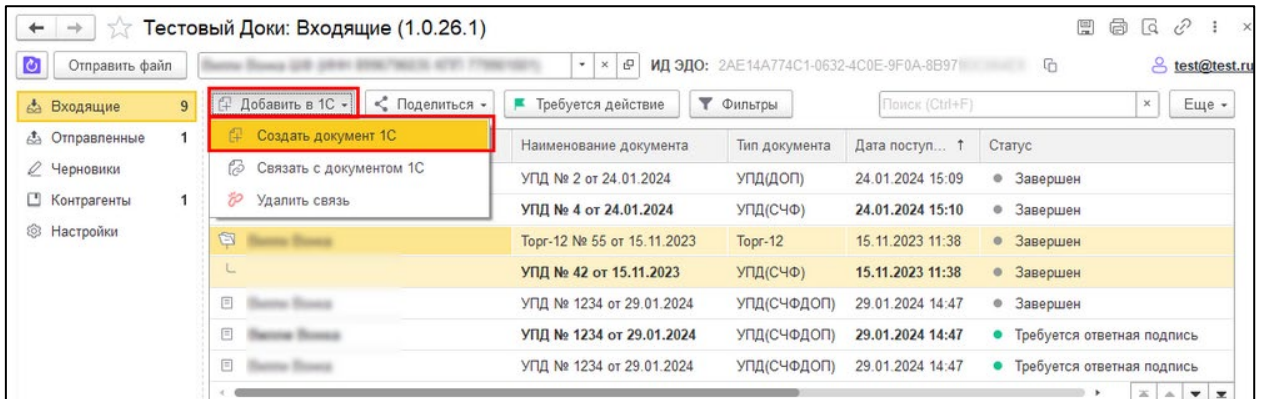 Тестовый Доки: Входящие (1.0.26.1)
Отправить файл ИД ЭДО: 2AE14A774C1-0632-4C0E-9F0A-8B97 test@test.ru
Входящие 9 Добавить в 1С Поделиться Требуется действие Фильтры Поиск (Ctrl+F) Еще
Отправленные 1 Создать документ 1С Наименование документа Тип документа Дата поступ... ↑ Статус
Черновики Связать с документом 1С УПД № 2 от 24.01.2024 УПД(ДОП) 24.01.2024 15:09 Завершен
Контрагенты 1 Удалить связь УПД № 4 от 24.01.2024 УПД(СЧФ) 24.01.2024 15:10 Завершен
Настройки Торг-12 № 55 от 15.11.2023 Торг-12 15.11.2023 11:38 Завершен
УПД № 42 от 15.11.2023 УПД(СЧФ) 15.11.2023 11:38 Завершен
УПД № 1234 от 29.01.2024 УПД(СЧФДОП) 29.01.2024 14:47 Завершен
УПД № 1234 от 29.01.2024 УПД(СЧФДОП) 29.01.2024 14:47 Требуется ответная подпись
УПД № 1234 от 29.01.2024 УПД(СЧФДОП) 29.01.2024 14:47 Требуется ответная подпись